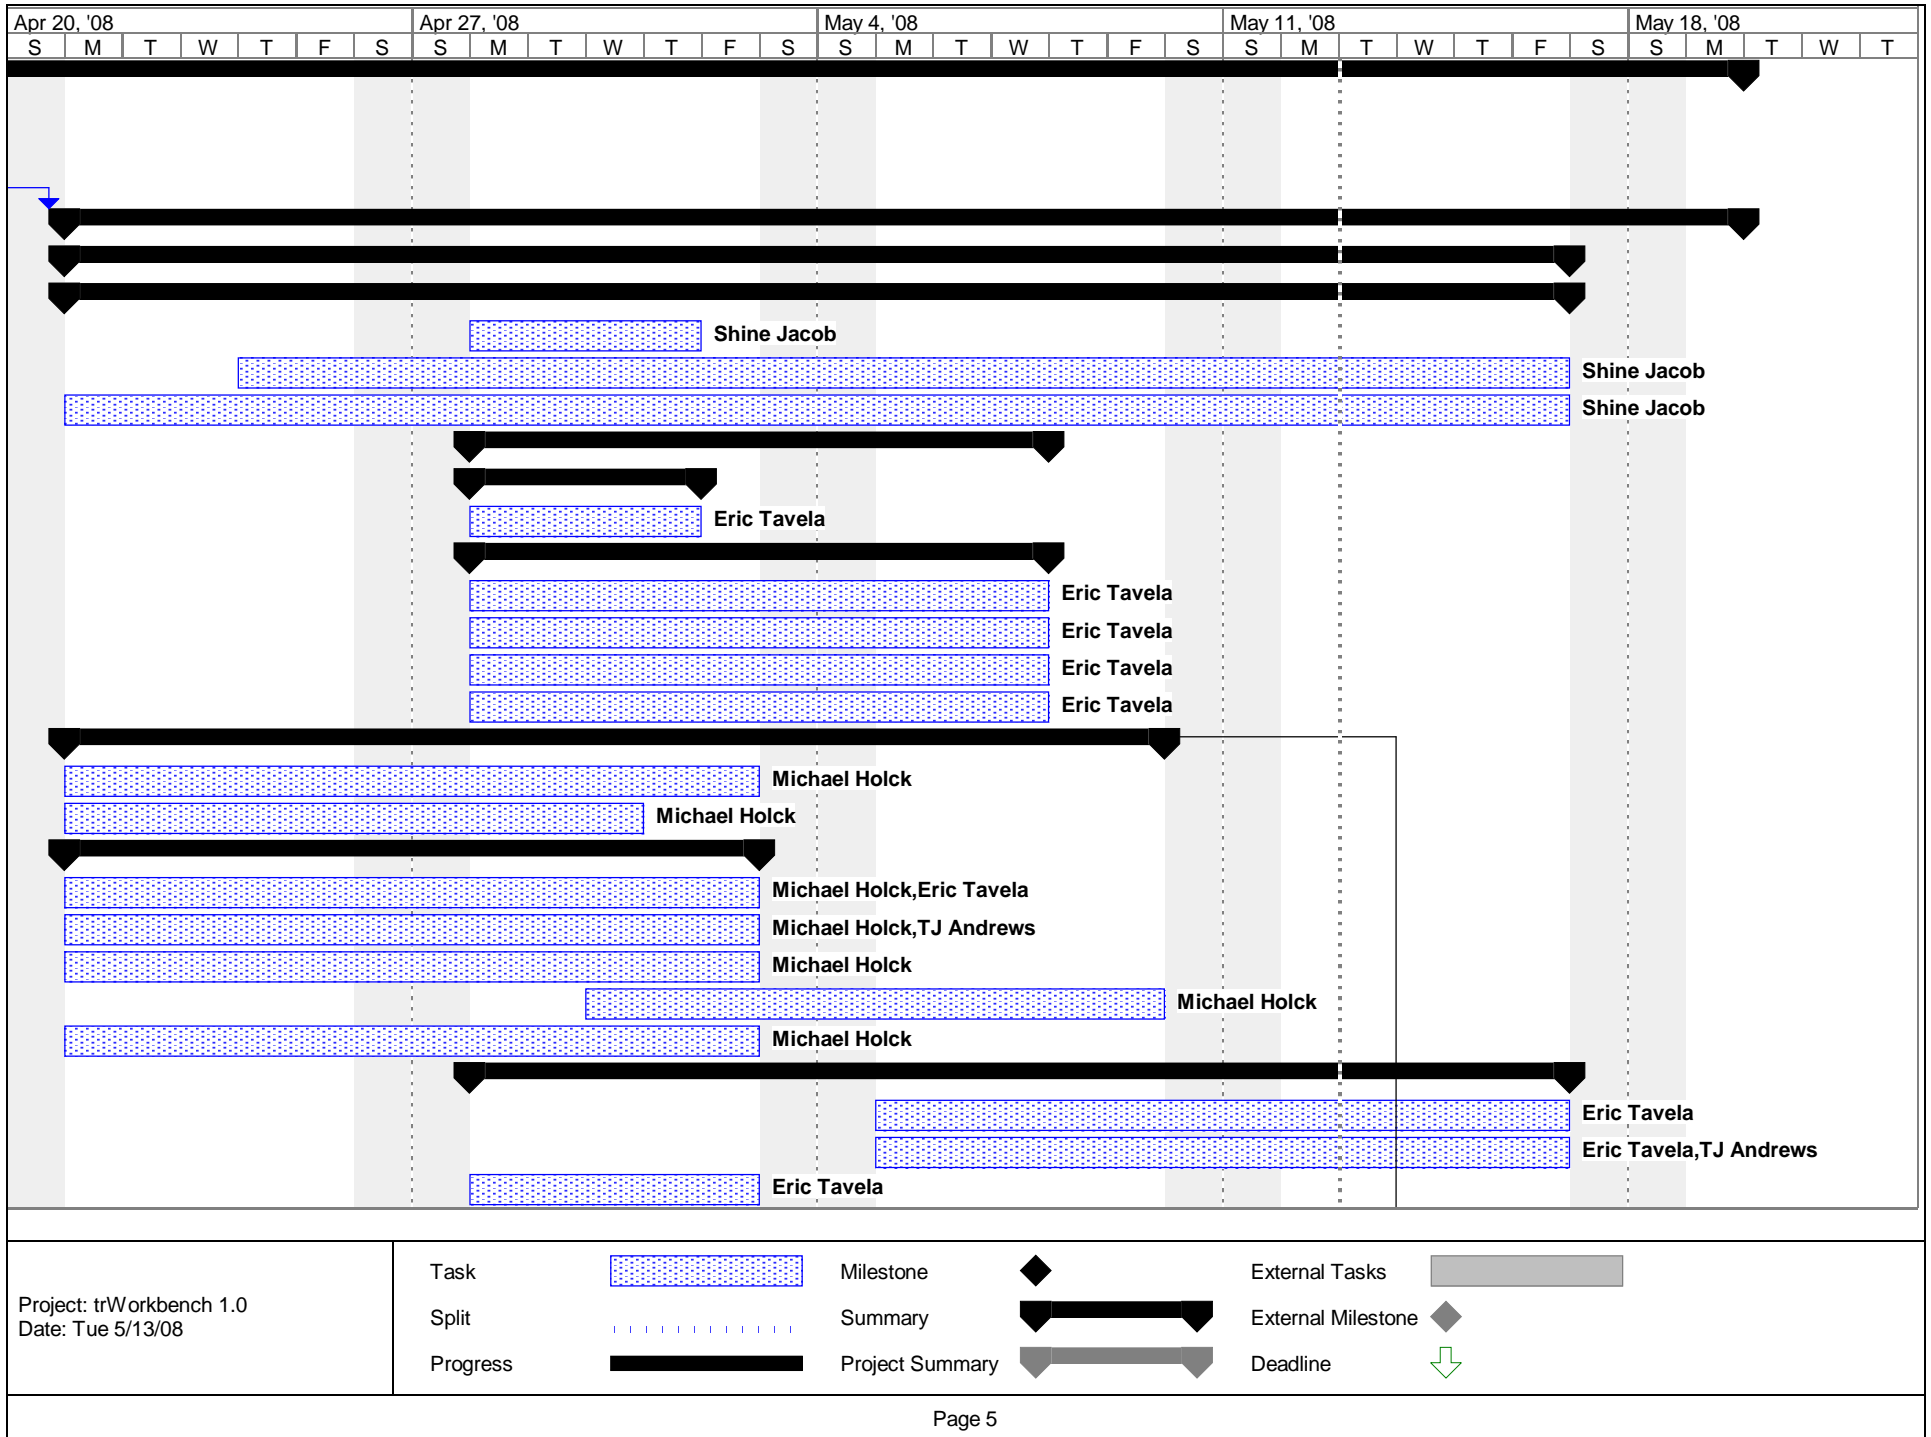 Apr 20, '08 Apr 27, '08 May 4, '08 May 11, '08 May 18, '08
S M T W T F S S M T W T F S S M T W T F S S M T W T F S S M T W T
Shine Jacob
Shine Jacob
Shine Jacob
Eric Tavela
Eric Tavela
Eric Tavela
Eric Tavela
Eric Tavela
Michael Holck
Michael Holck
Michael Holck,Eric Tavela
Michael Holck,TJ Andrews
Michael Holck
Michael Holck
Michael Holck
Eric Tavela
Eric Tavela,TJ Andrews
Eric Tavela
Project: trWorkbench 1.0
Date: Tue 5/13/08
Task Milestone External Tasks
Split Summary External Milestone
Progress Project Summary Deadline
Page 5